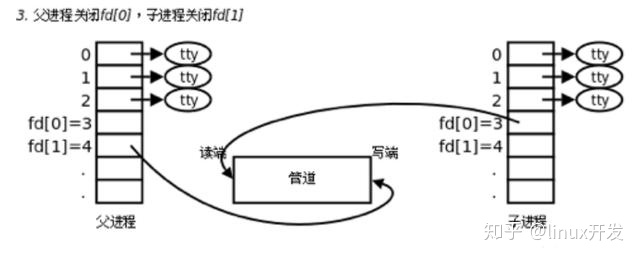 3. 父进程关闭fd[0]，子进程关闭fd[1]
0 tty
1 tty
2 tty
fd[0]=3
fd[1]=4
.
.
父进程
读端
写端
管道
0 tty
1 tty
2 tty
fd[0]=3
fd[1]=4
.
.
子进程
知乎 @linux开发